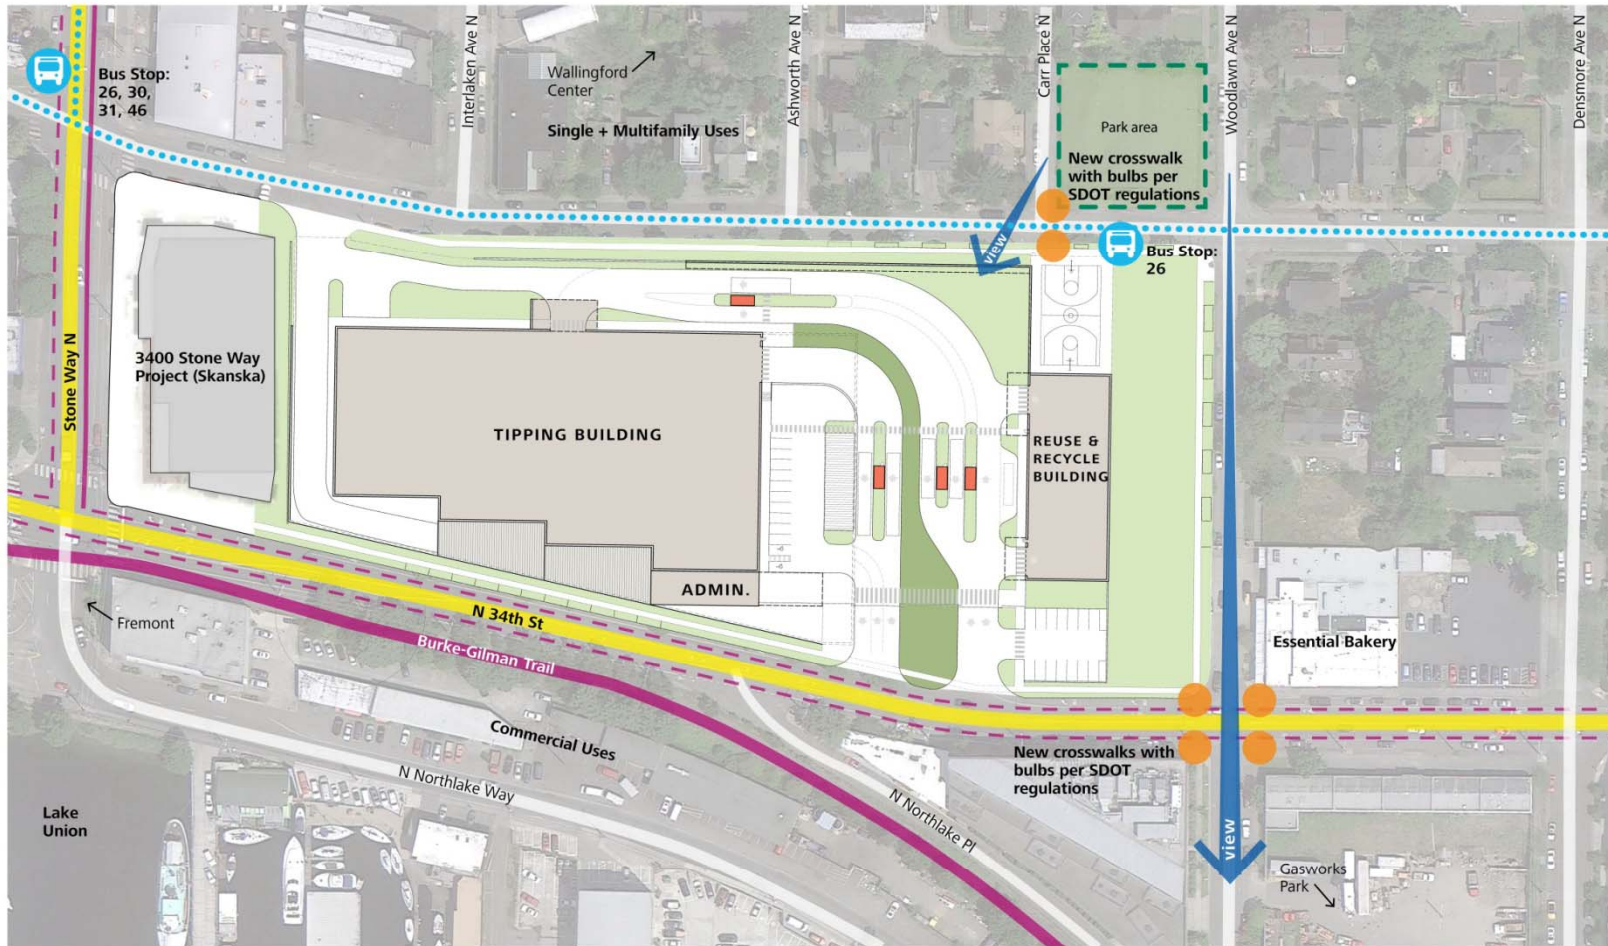 Interlaken Ave N
Ashworth Ave N
Carr Place N
Woodlawn Ave N
Densmore Ave N
Bus Stop:
26, 30,
31, 46
Wallingford
Center
Single + Multifamily Uses
Park area
New crosswalk
with bulbs per
SDOT regulations
view
Bus Stop:
26
Stone Way N
3400 Stone Way
Project (Skanska)
TIPPING BUILDING
REUSE &
RECYCLE
BUILDING
ADMIN.
N 34th St
Fremont
Burke-Gilman Trail
Essential Bakery
Commercial Uses
New crosswalks with
bulbs per SDOT
regulations
N Northlake Way
N Northlake Pl
Lake
Union
view
Gasworks
Park